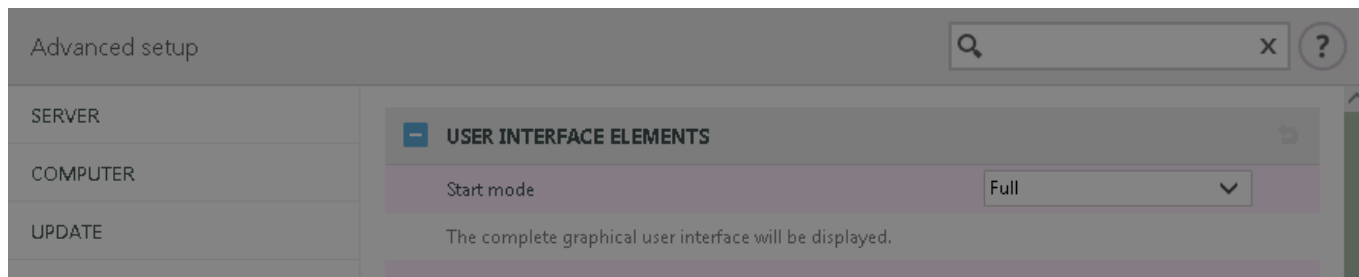 Advanced setup
x
?
SERVER
USER INTERFACE ELEMENTS
COMPUTER
Start mode
Full
UPDATE
The complete graphical user interface will be displayed.